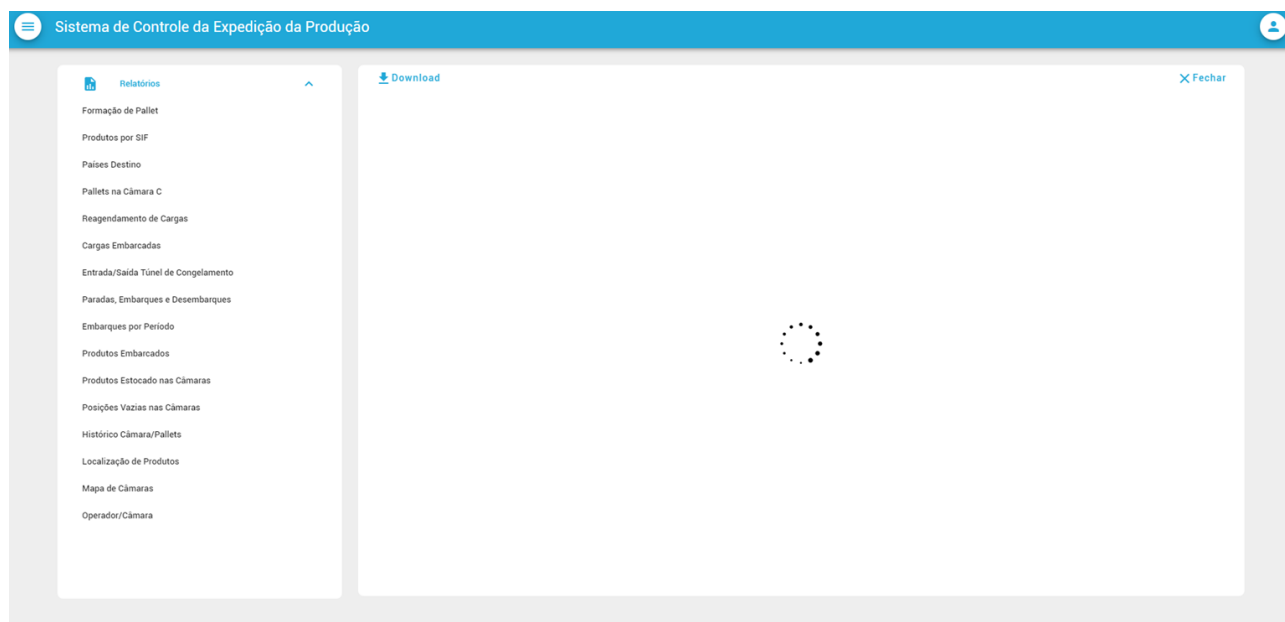 Sistema de Controle da Expedição da Produção
Relatórios
Formação de Pallet
Produtos por SIF
Países Destino
Pallets na Câmara C
Reagendamento de Cargas
Cargas Embarcadas
Entrada/Saída Túnel de Congelamento
Paradas, Embarques e Desembarques
Embarques por Período
Produtos Embarcados
Produtos Estocado nas Câmaras
Posições Vazias nas Câmaras
Histórico Câmara/Pallets
Localização de Produtos
Mapa de Câmaras
Operador/Câmara
Download
Fechar